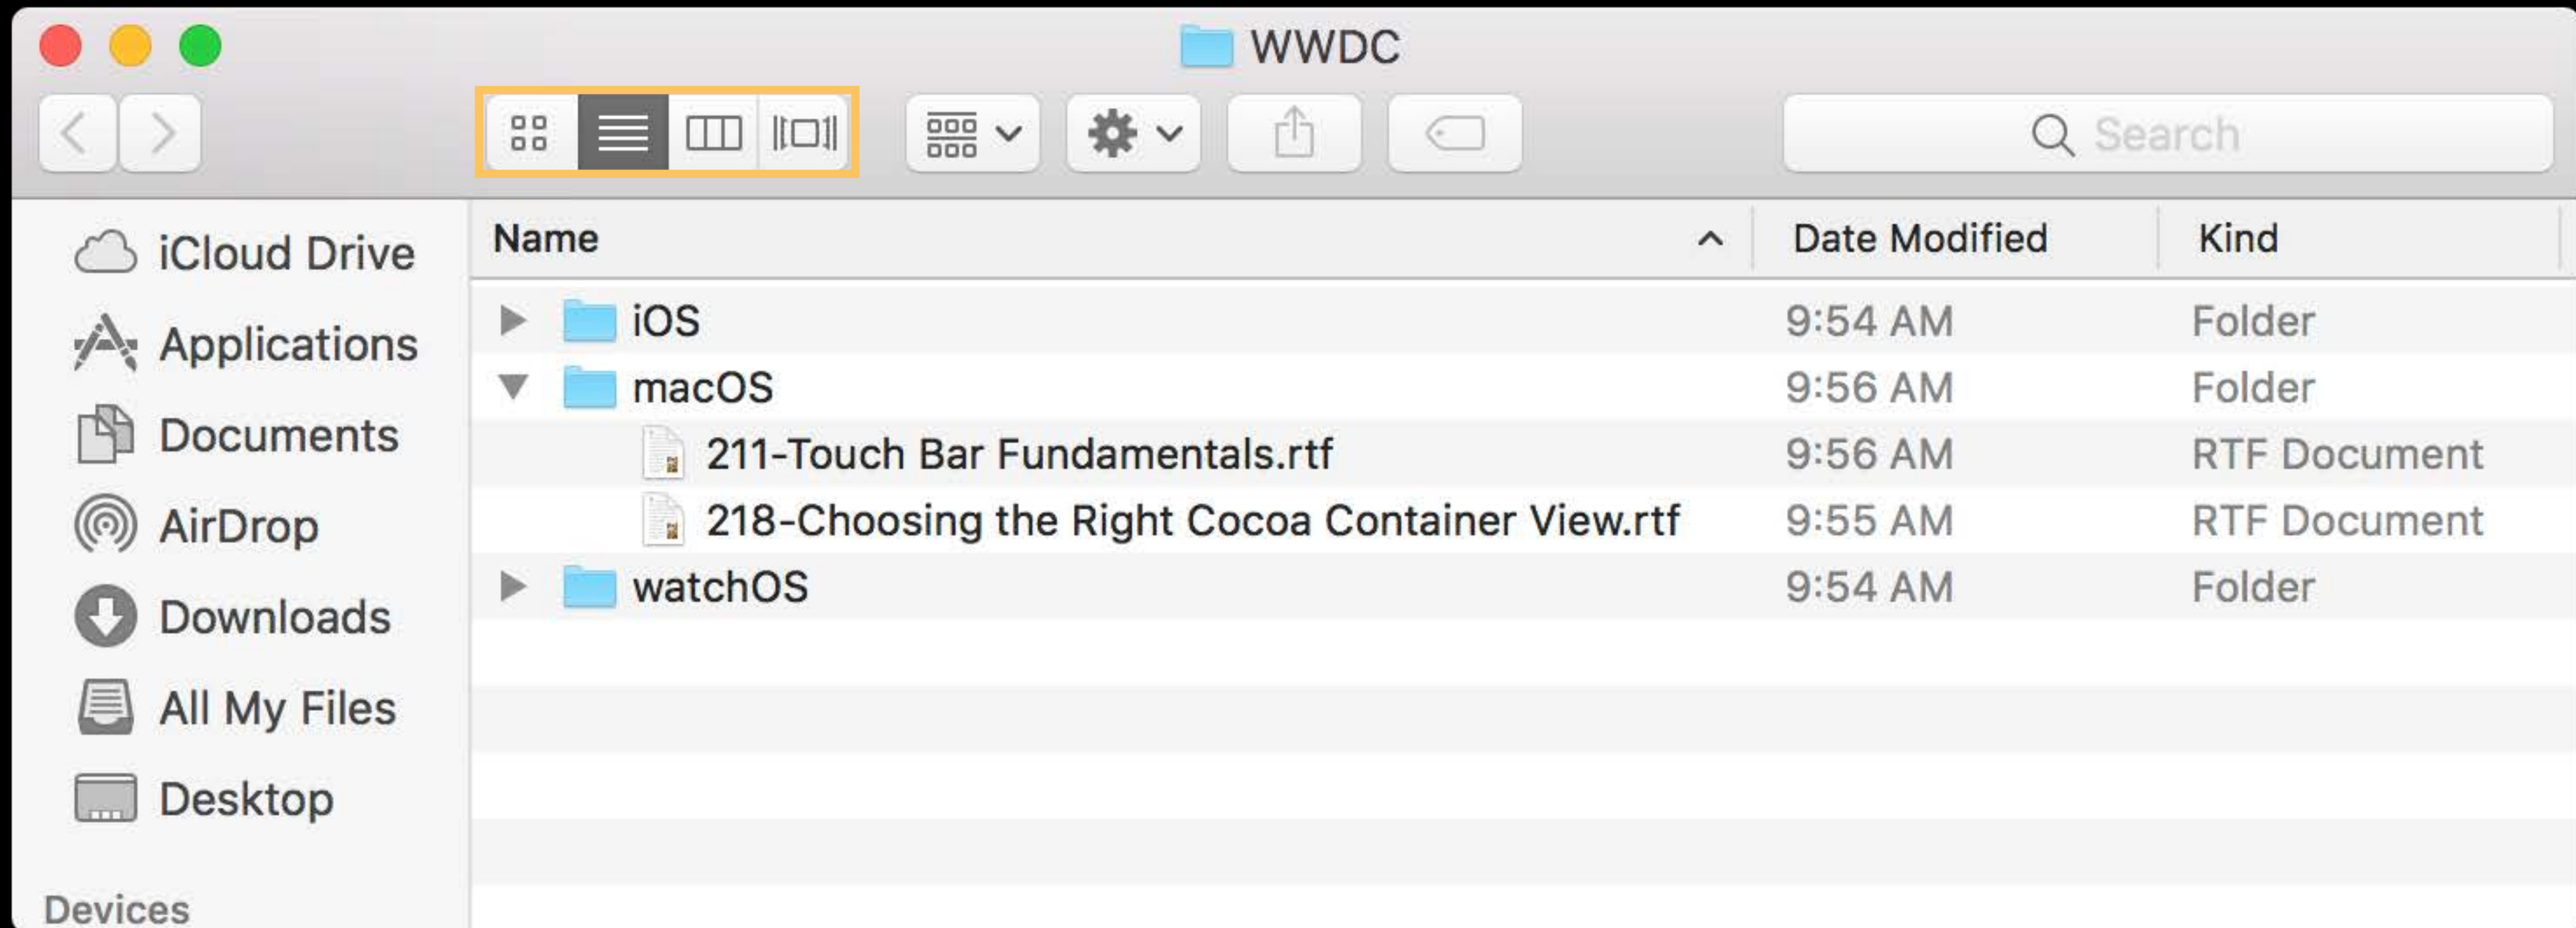 WWDC
Search
iCloud Drive
Applications
Documents
AirDrop
Downloads
All My Files
Desktop
Devices
Name Date Modified Kind
iOS 9:54 AM Folder
macOS 9:56 AM Folder
211-Touch Bar Fundamentals.rtf 9:56 AM RTF Document
218-Choosing the Right Cocoa Container View.rtf 9:55 AM RTF Document
watchOS 9:54 AM Folder